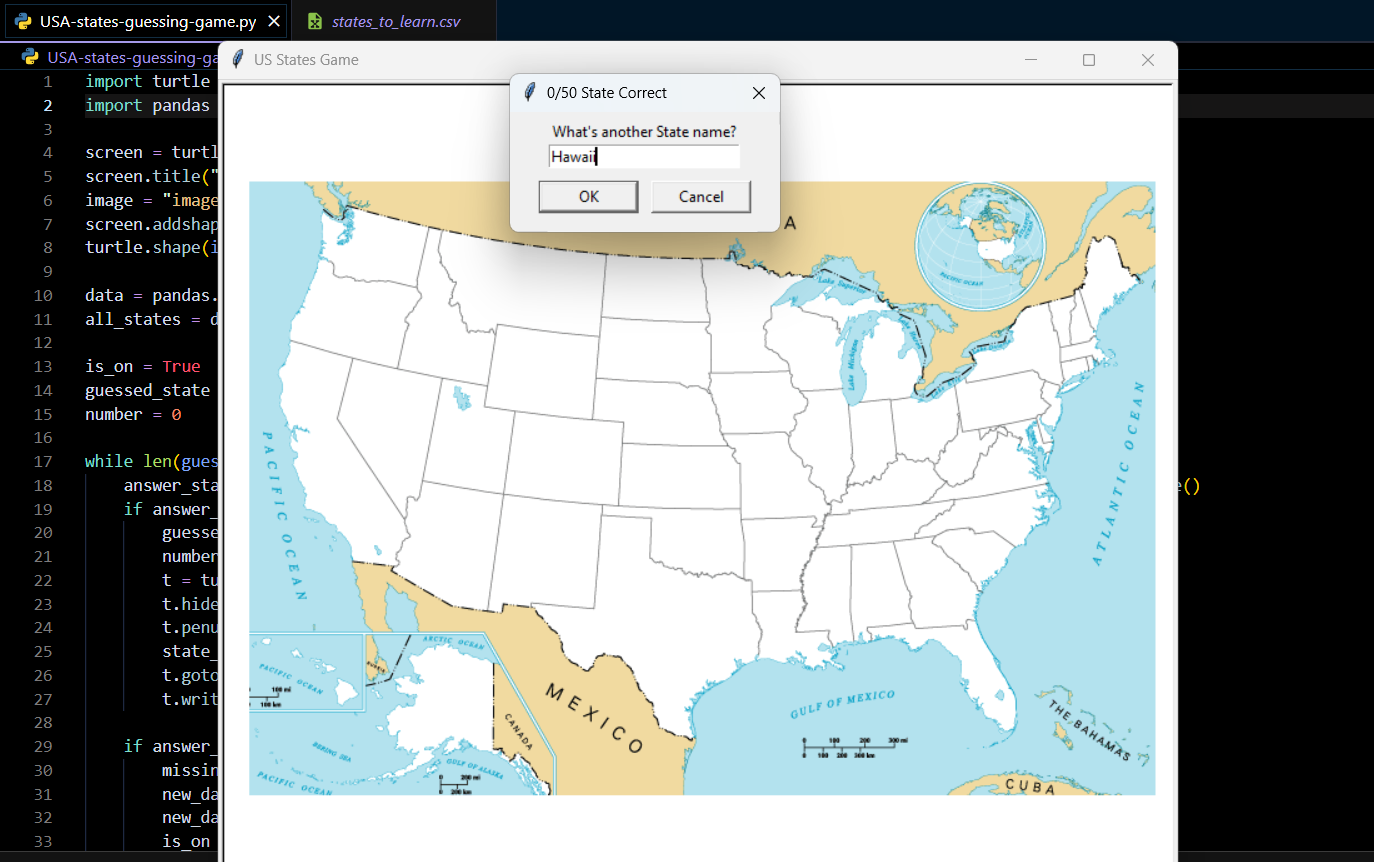 USA-states-guessing-game.py
states_to_learn.csv
USA-states-guessing-ga
US States Game
0/50 State Correct
What's another State name?
Hawaii
OK
Cancel
1 import turtle
2 import pandas
3
4 screen = turtl
5 screen.title("
6 image = "image
7 screen.addshap
8 turtle.shape(i
9
10 data = pandas.
11 all_states = d
12
13 is_on = True
14 guessed_state
15 number = 0
16
17 while len(gues
18 answer_sta
e()
19 if answer_
20 guesse
21 number
22 t = tu
23 t.hide
24 t.penu
25 state_
26 t.goto
27 t.writ
28
29 if answer_
30 missin
31 new_da
32 new_da
33 is_on
A
PACIFIC OCEAN
Lake Superior
Lake Michigan
PACIFIC OCEAN
ATLANTIC OCEAN
ARCTIC OCEAN
RUSSIA
PACIFIC OCEAN
100 mi
100 km
CANADA
MEXICO
BERING SEA
GULF OF ALASKA
PACIFIC OCEAN
0 200 mi
0 200 km
GULF OF MEXICO
0 100 200 300 mi
0 100 200 300 km
THE BAHAMAS
CUBA